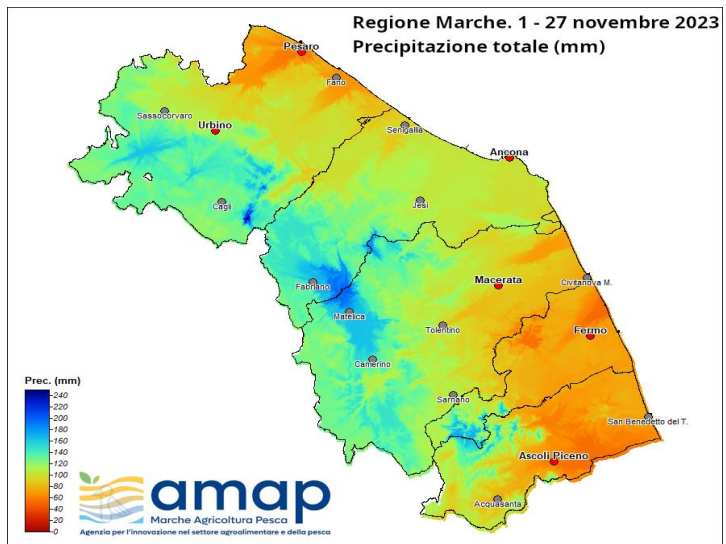 Regione Marche. 1 - 27 novembre 2023
Precipitazione totale (mm)
Pesaro
Fano
Sassocorvaro
Urbino
Senigallia
Ancona
Cagli
Jesi
Fabriano
Macerata
Civitanova M.
Matelica
Tolentino
Fermo
Camerino
Sarnano
San Benedetto del T.
Ascoli Piceno
Acquasanta
Prec. (mm)
240
220
200
180
160
140
120
100
80
60
40
20
0
amap
Marche Agricoltura Pesca
Agenzia per l'innovazione nel settore agroalimentare e della pesca